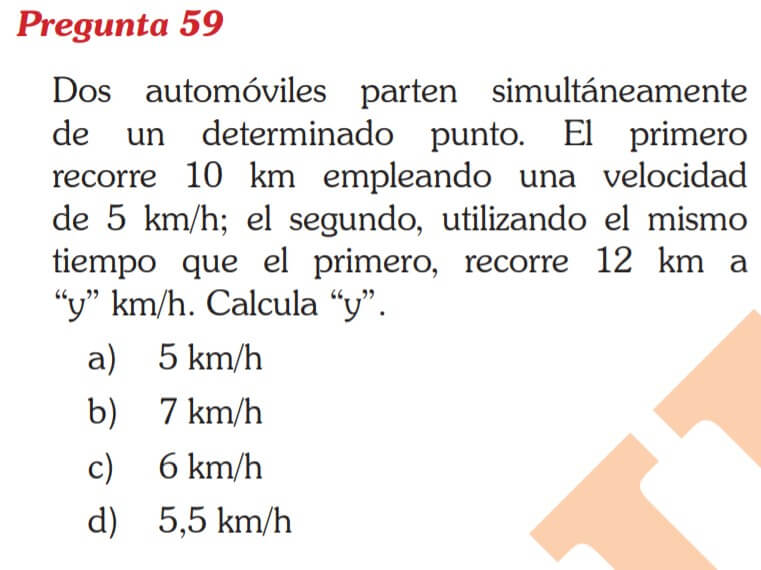 Pregunta 59
Dos automóviles parten simultáneamente
de un determinado punto. El primero
recorre 10 km empleando una velocidad
de 5 km/h; el segundo, utilizando el mismo
tiempo que el primero, recorre 12 km a
“y” km/h. Calcula “y”.
a) 5 km/h
b) 7 km/h
c) 6 km/h
d) 5,5 km/h